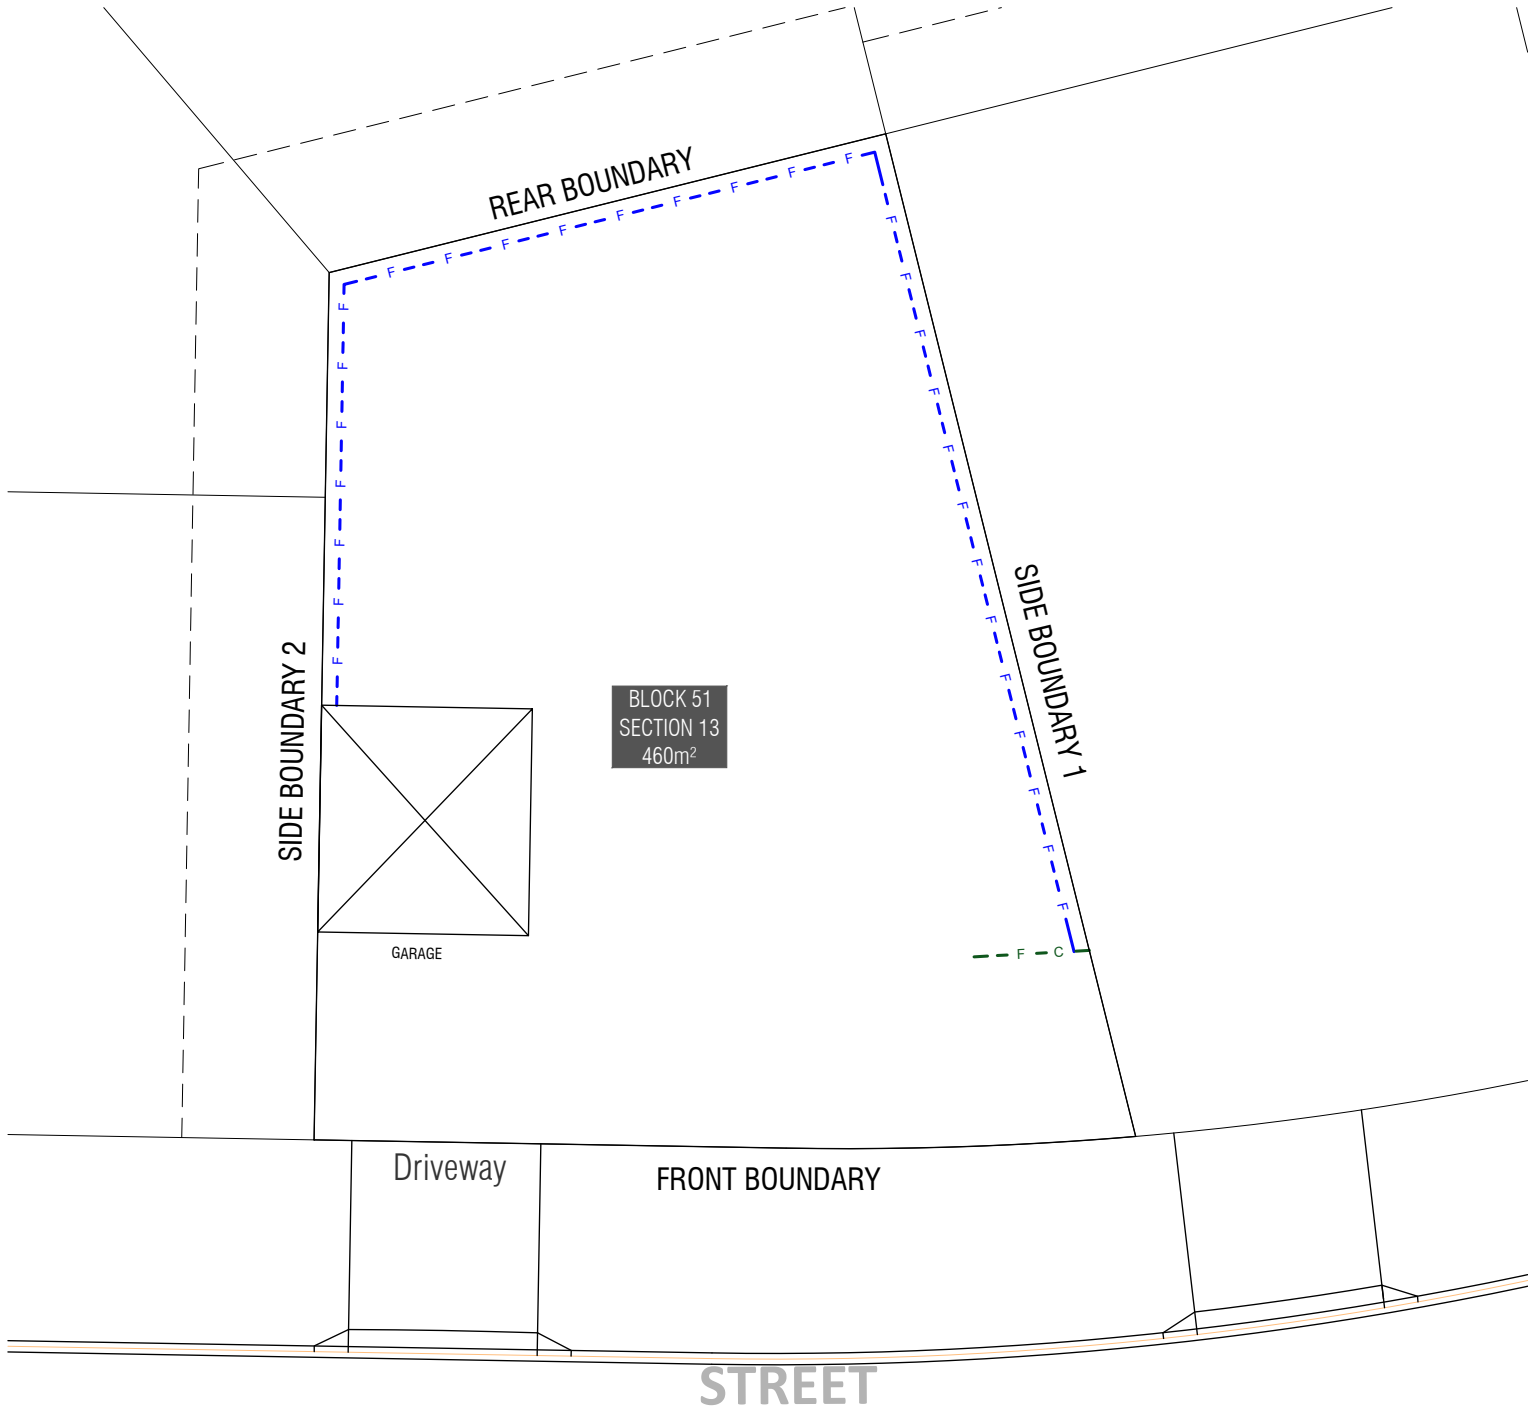 REAR BOUNDARY
F F F F F F F F F
F F F F F F F
F F F F F F F F F F F F F
SIDE BOUNDARY 1
SIDE BOUNDARY 2
BLOCK 51
SECTION 13
460m²
GARAGE
F C
Driveway
FRONT BOUNDARY
STREET